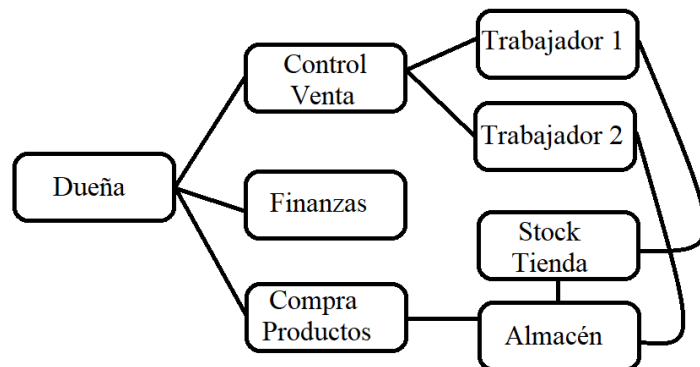 Trabajador 1
Control
Venta
Trabajador 2
Dueña
Finanzas
Stock
Tienda
Compra
Productos
Almacén